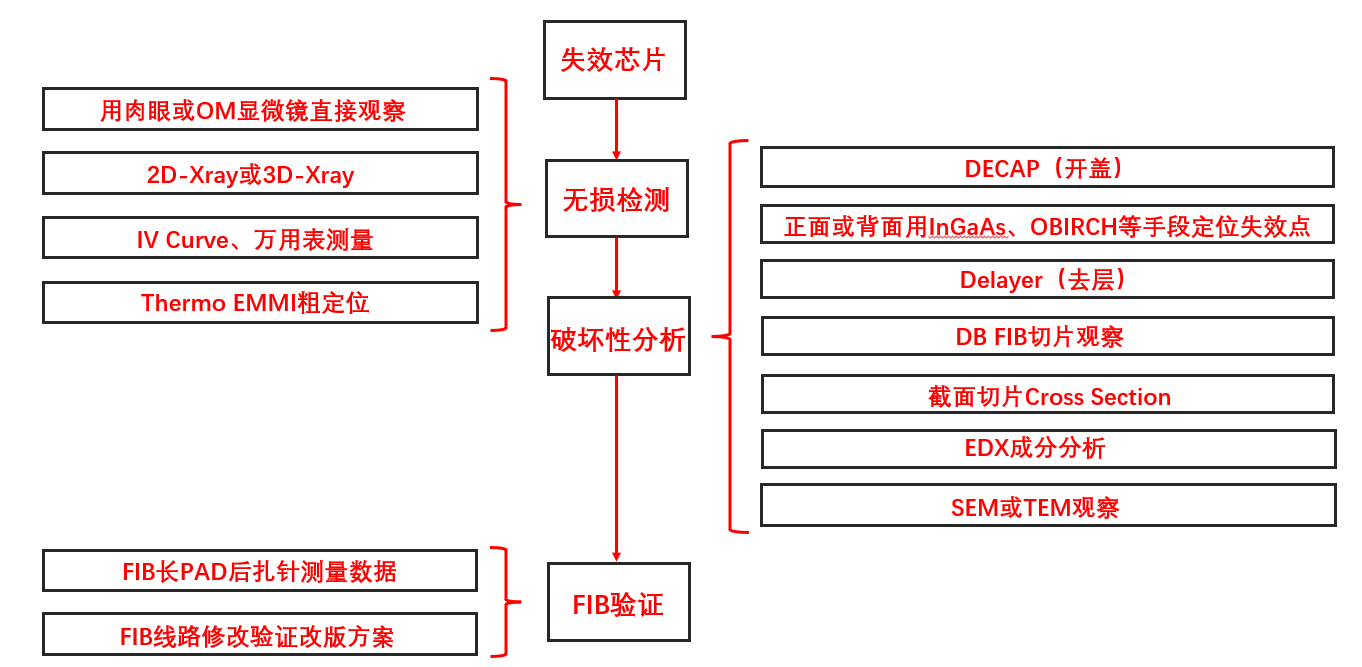 失效芯片
无损检测
用肉眼或OM显微镜直接观察
2D-Xray或3D-Xray
IV Curve、万用表测量
Thermo EMMI粗定位
破坏性分析
DECAP（开盖）
正面或背面用InGaAs、OBIRCH等手段定位失效点
Delayer（去层）
DB FIB切片观察
截面切片Cross Section
EDX成分分析
SEM或TEM观察
FIB验证
FIB长PAD后扎针测量数据
FIB线路修改验证改版方案